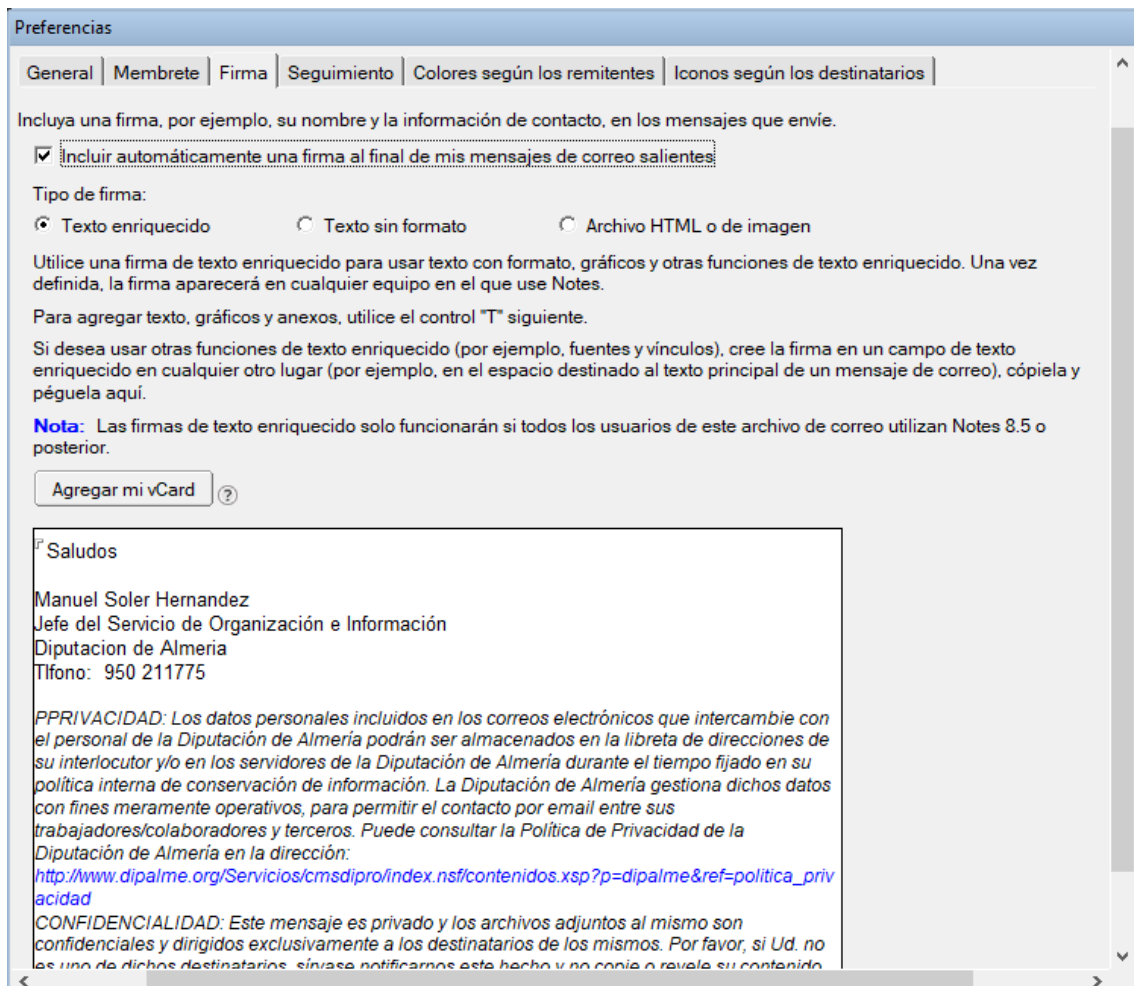 Preferencias
General Membrete Firma Seguimiento Colores según los remitentes Iconos según los destinatarios
Incluya una firma, por ejemplo, su nombre y la información de contacto, en los mensajes que envíe.
Incluir automáticamente una firma al final de mis mensajes de correo salientes
Tipo de firma:
Texto enriquecido Texto sin formato Archivo HTML o de imagen
Utilice una firma de texto enriquecido para usar texto con formato, gráficos y otras funciones de texto enriquecido. Una vez
definida, la firma aparecerá en cualquier equipo en el que use Notes.
Para agregar texto, gráficos y anexos, utilice el control "T" siguiente.
Si desea usar otras funciones de texto enriquecido (por ejemplo, fuentes y vínculos), cree la firma en un campo de texto
enriquecido en cualquier otro lugar (por ejemplo, en el espacio destinado al texto principal de un mensaje de correo), cópiela y
péguela aquí.
Nota: Las firmas de texto enriquecido solo funcionarán si todos los usuarios de este archivo de correo utilizan Notes 8.5 o
posterior.
Agregar mi vCard ?
Saludos
Manuel Soler Hernandez
Jefe del Servicio de Organización e Información
Diputacion de Almeria
Tlfono: 950 211775
PPRIVACIDAD: Los datos personales incluidos en los correos electrónicos que intercambie con
el personal de la Diputación de Almería podrán ser almacenados en la libreta de direcciones de
su interlocutor y/o en los servidores de la Diputación de Almería durante el tiempo fijado en su
política interna de conservación de información. La Diputación de Almería gestiona dichos datos
con fines meramente operativos, para permitir el contacto por email entre sus
trabajadores/colaboradores y terceros. Puede consultar la Política de Privacidad de la
Diputación de Almería en la dirección:
http://www.dipalme.org/Servicios/cmsdipro/index.nsf/contenidos.xsp?p=dipalme&ref=politica_priv
acidad
CONFIDENCIALIDAD: Este mensaje es privado y los archivos adjuntos al mismo son
confidenciales y dirigidos exclusivamente a los destinatarios de los mismos. Por favor, si Ud. no
es uno de dichos destinatarios, sírvase notificarnos este hecho y no copie o revele su contenido